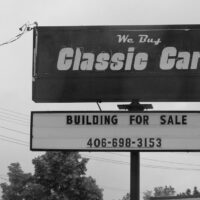 We Buy
Classic Car
BUILDING FOR SALE
406-698-3153